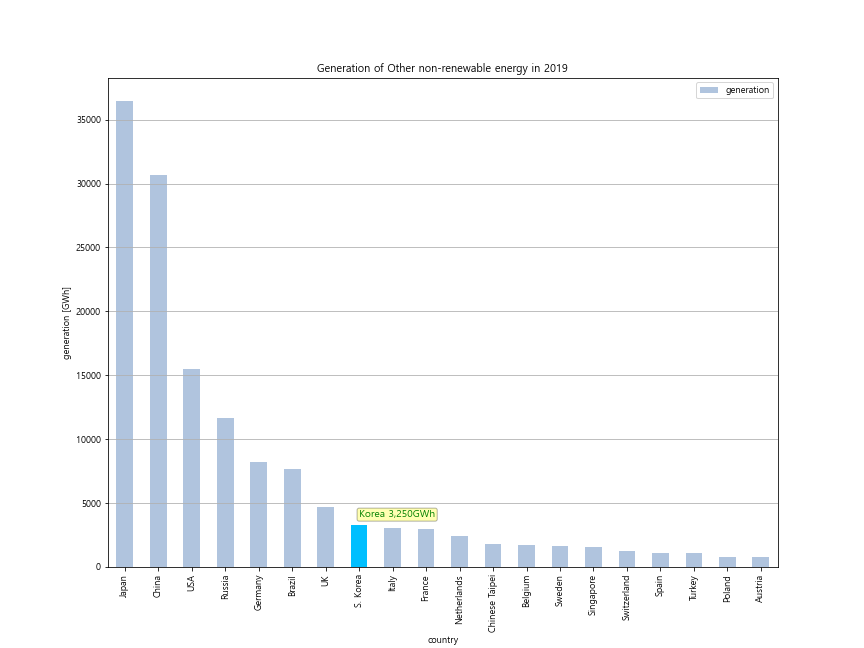 Generation of Other non-renewable energy in 2019
generation
35000
30000
25000
20000
15000
10000
5000
0
generation [GWh]
Korea 3,250GWh
Japan
China
USA
Russia
Germany
Brazil
UK
S. Korea
Italy
France
Netherlands
Chinese Taipei
Belgium
Sweden
Singapore
Switzerland
Spain
Turkey
Poland
Austria
country